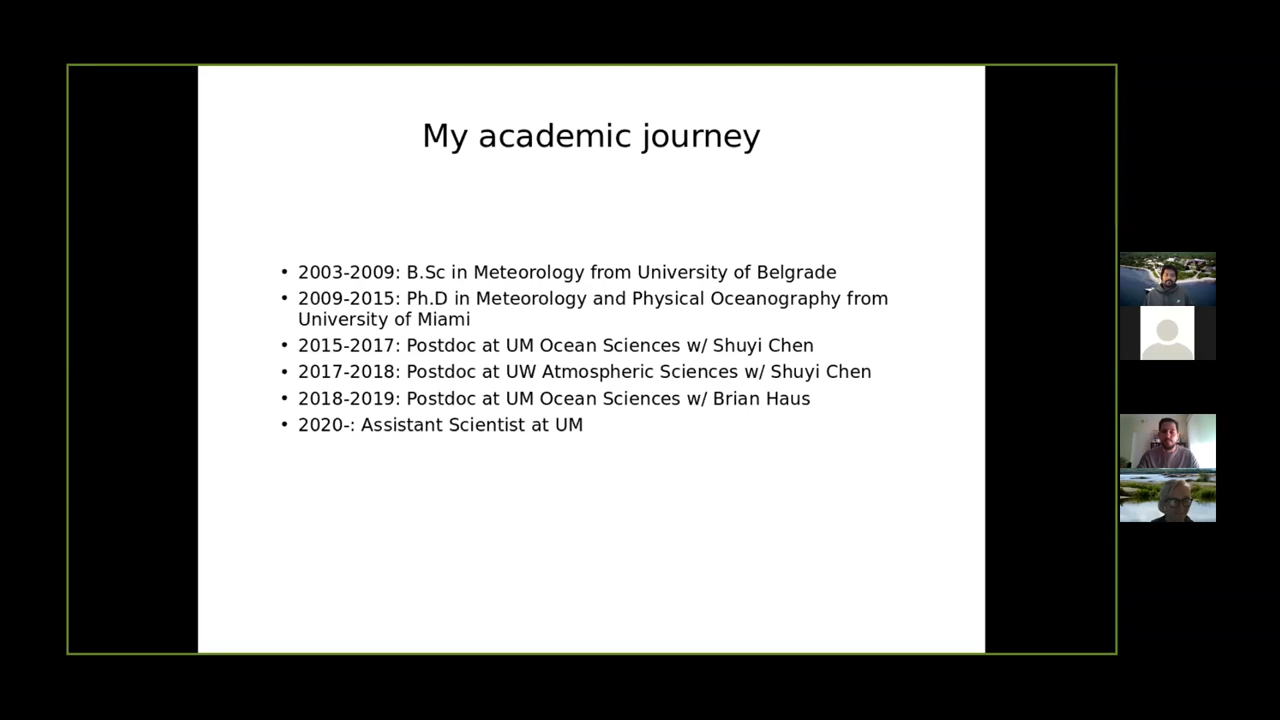 My academic journey
• 2003-2009: B.Sc in Meteorology from University of Belgrade
• 2009-2015: Ph.D in Meteorology and Physical Oceanography from
University of Miami
• 2015-2017: Postdoc at UM Ocean Sciences w/ Shuyi Chen
• 2017-2018: Postdoc at UW Atmospheric Sciences w/ Shuyi Chen
• 2018-2019: Postdoc at UM Ocean Sciences w/ Brian Haus
• 2020-: Assistant Scientist at UM